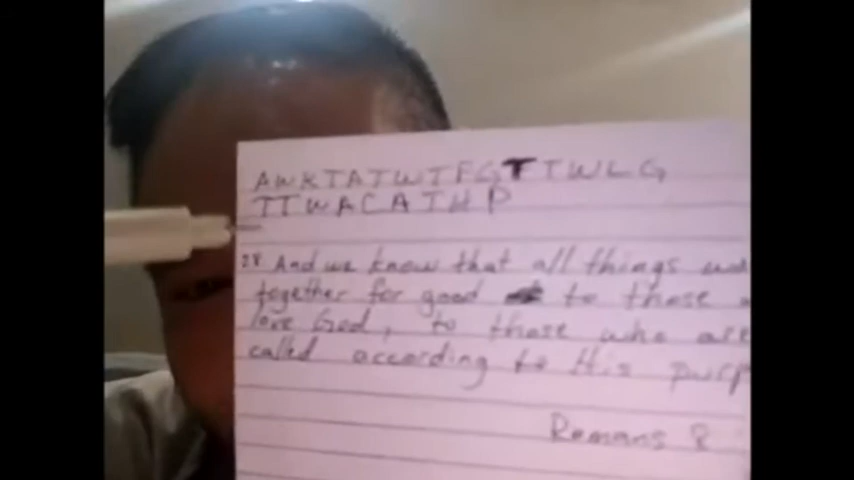 AWKTATWTFGTTWLG
TTWACATHP
28 And we know that all things
together for good to those
love God, to those who are
called according to His
Romans 8